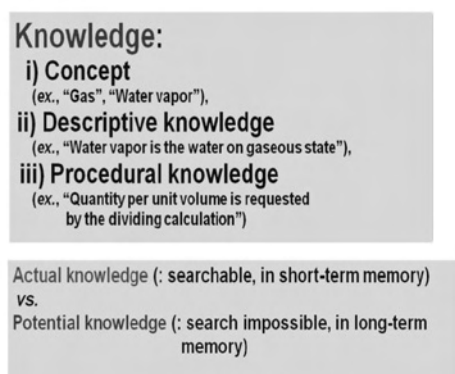 Knowledge:
i) Concept
(ex., “Gas”, “Water vapor”),
ii) Descriptive knowledge
(ex., “Water vapor is the water on gaseous state”),
iii) Procedural knowledge
(ex., “Quantity per unit volume is requested
by the dividing calculation”)
Actual knowledge (: searchable, in short-term memory)
vs.
Potential knowledge (: search impossible, in long-term
memory)